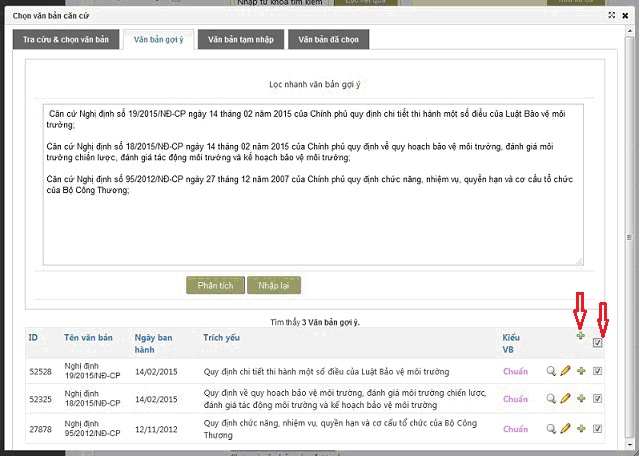 Nhập từ khóa tìm kiếm
Lọc kết quả
Chọn văn bản căn cứ
Tra cứu & chọn văn bản
Văn bản gợi ý
Văn bản tạm nhập
Văn bản đã chọn
Lọc nhanh văn bản gợi ý
Căn cứ Nghị định số 19/2015/NĐ-CP ngày 14 tháng 02 năm 2015 của Chính phủ quy định chi tiết thi hành một số điều của Luật Bảo vệ môi
trường;
Căn cứ Nghị định số 18/2015/NĐ-CP ngày 14 tháng 02 năm 2015 của Chính phủ quy định về quy hoạch bảo vệ môi trường, đánh giá môi
trường chiến lược, đánh giá tác động môi trường và kế hoạch bảo vệ môi trường;
Căn cứ Nghị định số 95/2012/NĐ-CP ngày 27 tháng 12 năm 2007 của Chính phủ quy định chức năng, nhiệm vụ, quyền hạn và cơ cấu tổ chức
của Bộ Công Thương;
Phân tích
Nhập lại
Tìm thấy 3 Văn bản gợi ý.
ID
Tên văn bản
Ngày ban
hành
Trích yếu
Kiểu
VB
52528
Nghị định
19/2015/NĐ-CP
14/02/2015
Quy định chi tiết thi hành một số điều của Luật Bảo vệ môi trường
Chuẩn
52325
Nghị định
18/2015/NĐ-CP
14/02/2015
Quy định về quy hoạch bảo vệ môi trường, đánh giá môi trường chiến lược,
đánh giá tác động môi trường và kế hoạch bảo vệ môi trường
Chuẩn
27878
Nghị định
95/2012/NĐ-CP
12/11/2012
Quy định chức năng, nhiệm vụ, quyền hạn và cơ cấu tổ chức của Bộ Công
Thương
Chuẩn